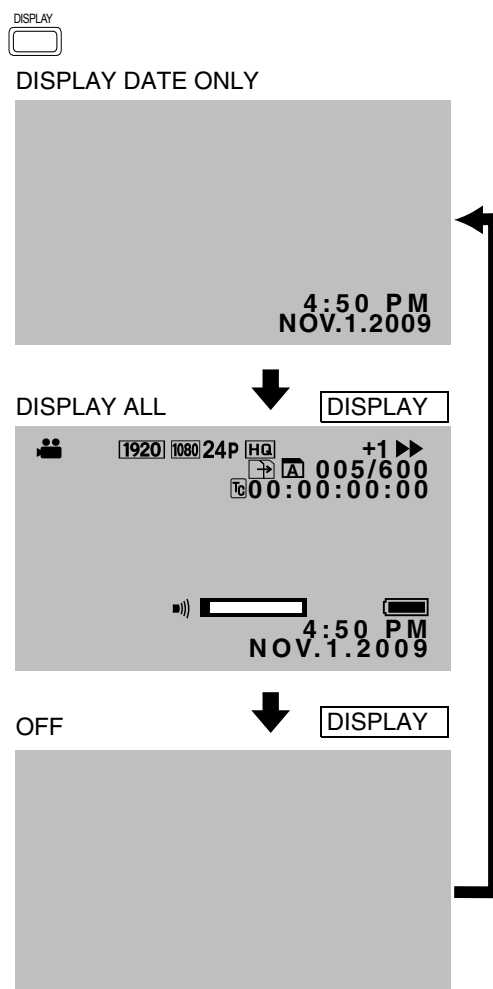 DISPLAY
DISPLAY DATE ONLY
4:50 PM
NOV.1.2009
DISPLAY ALL
DISPLAY
1920 1080 24P HQ +1
A 005/600
TC 00:00:00:00
4:50 PM
NOV.1.2009
OFF
DISPLAY